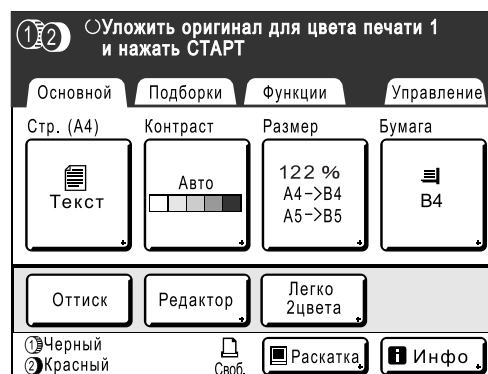 ①② Уложить оригинал для цвета печати 1
и нажать СТАРТ
Основной Подборки Функции Управление
Стр. (A4) Контраст Размер Бумага
Текст
Авто
122 %
A4->B4
A5->B5
B4
Оттиск Редактор Легко
2цвета
①Черный
②Красный
Своб.
Раскатка
Инфо